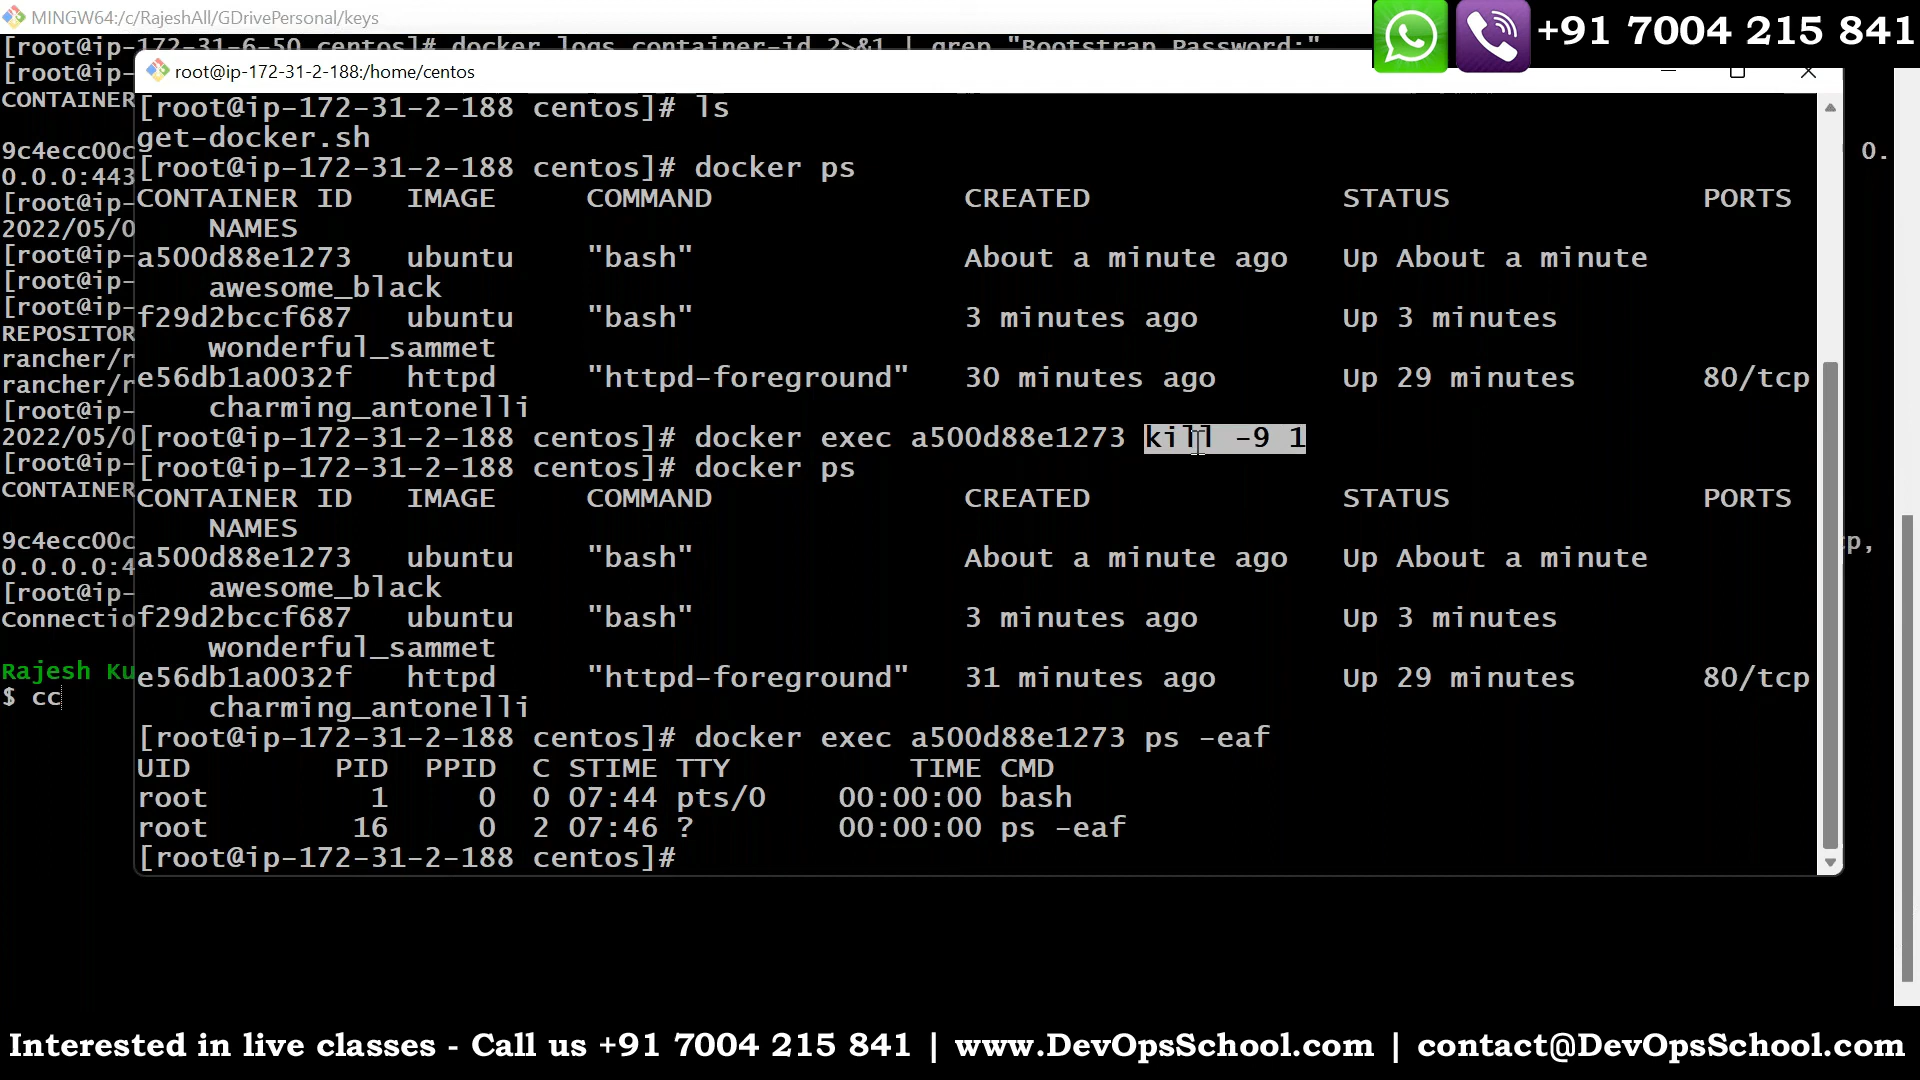 MINGW64:/c/RajeshAll/GDrivePersonal/keys
+91 7004 215 841
[root@ip-172-31-6-50 centos]# docker logs container-id 2>&1 | grep "Bootstrap Password:"
[root@ip-
root@ip-172-31-2-188:/home/centos
CONTAINER
[root@ip-172-31-2-188 centos]# ls
get-docker.sh
9c4ecc00c
0.
[root@ip-172-31-2-188 centos]# docker ps
0.0.0:443
CONTAINER ID   IMAGE     COMMAND              CREATED              STATUS              PORTS
[root@ip-
    NAMES
2022/05/0
a500d88e1273   ubuntu    "bash"               About a minute ago   Up About a minute
[root@ip-
    awesome_black
[root@ip-
f29d2bccf687   ubuntu    "bash"               3 minutes ago        Up 3 minutes
[root@ip-
    wonderful_sammet
REPOSITOR
rancher/r
e56db1a0032f   httpd     "httpd-foreground"   30 minutes ago       Up 29 minutes       80/tcp
rancher/r
    charming_antonelli
[root@ip-
[root@ip-172-31-2-188 centos]# docker exec a500d88e1273 kill -9 1
2022/05/0
[root@ip-172-31-2-188 centos]# docker ps
[root@ip-
CONTAINER ID   IMAGE     COMMAND              CREATED              STATUS              PORTS
CONTAINER
    NAMES
9c4ecc00c
cp,
a500d88e1273   ubuntu    "bash"               About a minute ago   Up About a minute
0.0.0.0:4
    awesome_black
[root@ip-
f29d2bccf687   ubuntu    "bash"               3 minutes ago        Up 3 minutes
Connectio
    wonderful_sammet
Rajesh Ku
e56db1a0032f   httpd     "httpd-foreground"   31 minutes ago       Up 29 minutes       80/tcp
$ cc
    charming_antonelli
[root@ip-172-31-2-188 centos]# docker exec a500d88e1273 ps -eaf
UID        PID  PPID  C STIME TTY          TIME CMD
root         1     0  0 07:44 pts/0    00:00:00 bash
root        16     0  2 07:46 ?        00:00:00 ps -eaf
[root@ip-172-31-2-188 centos]#
Interested in live classes - Call us +91 7004 215 841 | www.DevOpsSchool.com | contact@DevOpsSchool.com